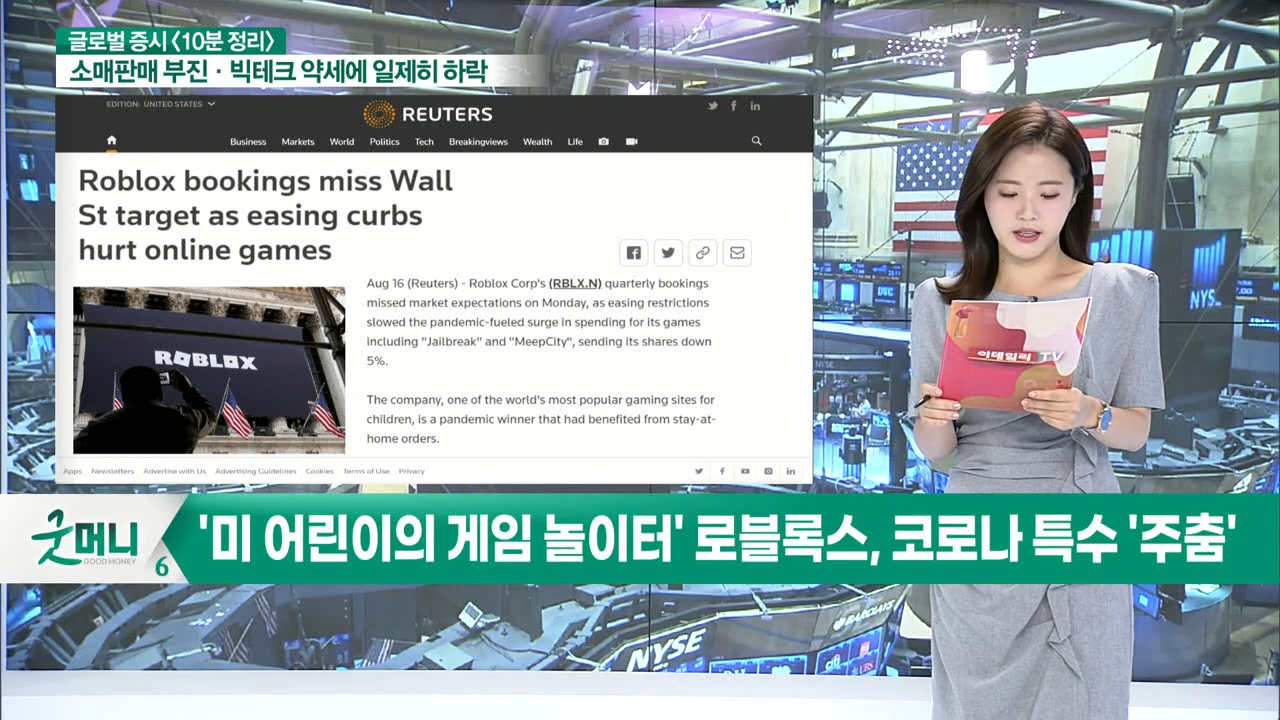 글로벌 증시 <10분 정리>
소매판매 부진·빅테크 약세에 일제히 하락
EDITION: UNITED STATES
REUTERS
Business Markets World Politics Tech Breakingviews Wealth Life
Roblox bookings miss Wall
St target as easing curbs
hurt online games
Aug 16 (Reuters) - Roblox Corp's (RBLX.N) quarterly bookings
missed market expectations on Monday, as easing restrictions
slowed the pandemic-fueled surge in spending for its games
including "Jailbreak" and "MeepCity", sending its shares down
5%.
The company, one of the world's most popular gaming sites for
children, is a pandemic winner that had benefited from stay-at-
home orders.
ROBLOX
Apps Newsletters Advertise with Us Advertising Guidelines Cookies Terms of Use Privacy
이데일리 TV
NYS
굿머니
GOOD MONEY
6
'미 어린이의 게임 놀이터' 로블록스, 코로나 특수 '주춤'
NYSE
BARCLAYS
citi
UBS